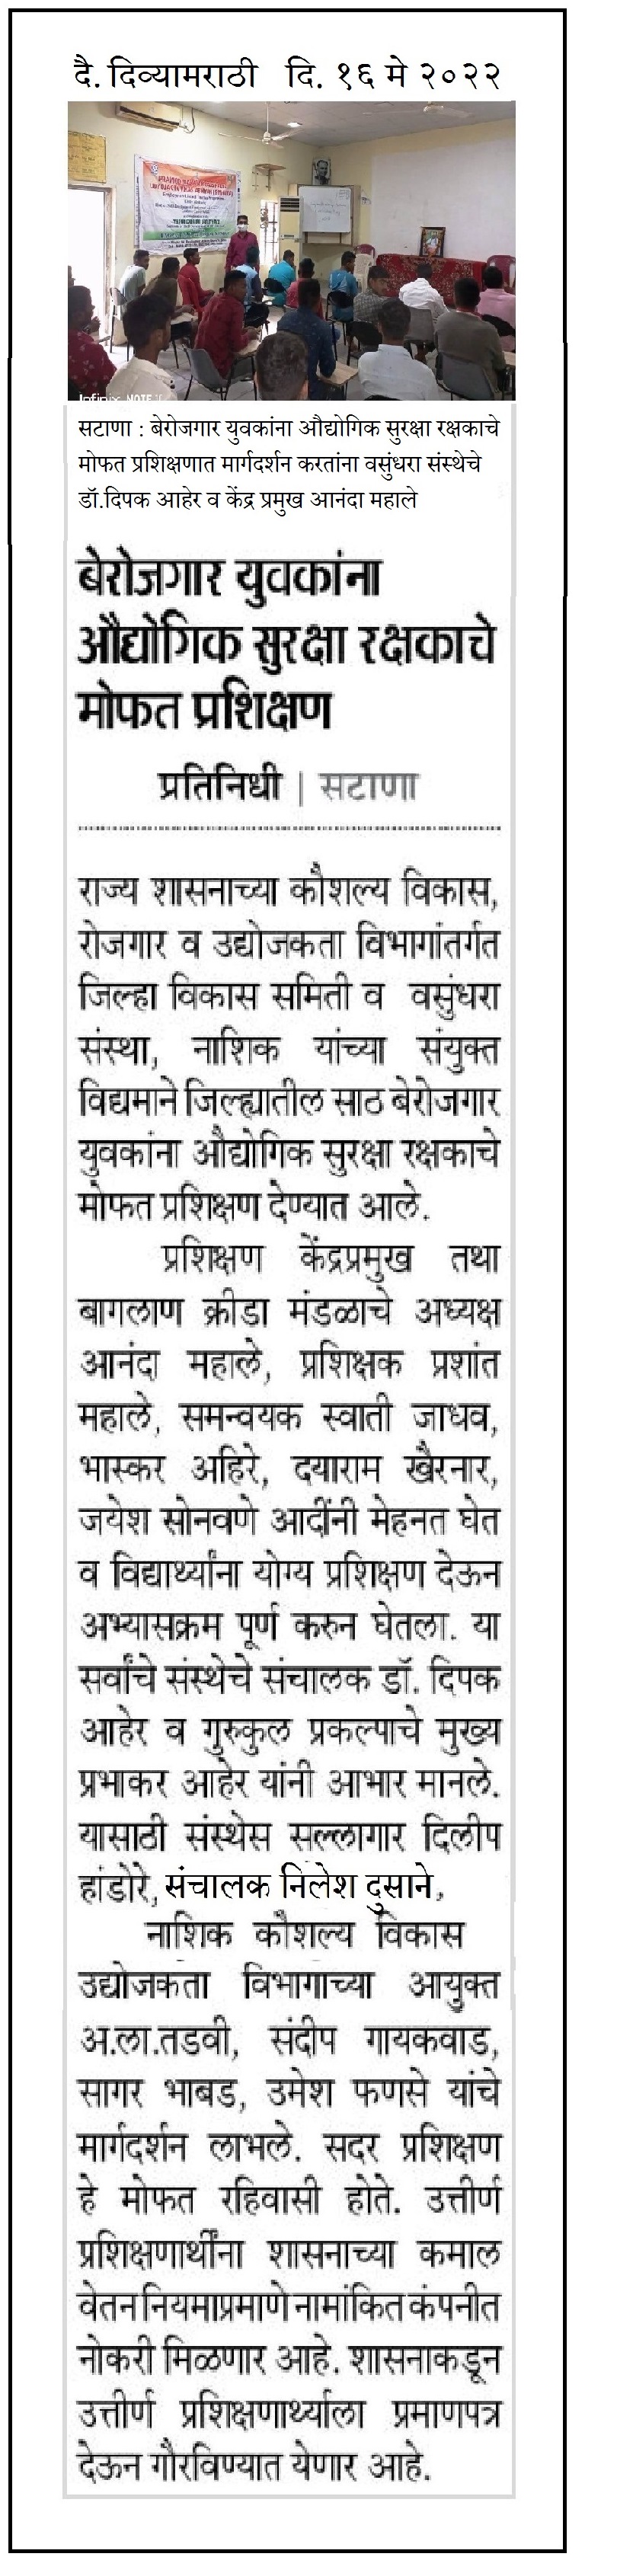 दै. दिव्यामराठी दि. १६ मे २०२२
Infinix NOTE
सटाणा : बेरोजगार युवकांना औद्योगिक सुरक्षा रक्षकाचे
मोफत प्रशिक्षणात मार्गदर्शन करतांना वसुंधरा संस्थेचे
डॉ.दिपक आहेर व केंद्र प्रमुख आनंदा महाले
बेरोजगार युवकांना
औद्योगिक सुरक्षा रक्षकाचे
मोफत प्रशिक्षण
प्रतिनिधी | सटाणा
राज्य शासनाच्या कौशल्य विकास,
रोजगार व उद्योजकता विभागांतर्गत
जिल्हा विकास समिती व वसुंधरा
संस्था, नाशिक यांच्या संयुक्त
विद्यमाने जिल्ह्यातील साठ बेरोजगार
युवकांना औद्योगिक सुरक्षा रक्षकाचे
मोफत प्रशिक्षण देण्यात आले.
प्रशिक्षण केंद्रप्रमुख तथा
बागलाण क्रीडा मंडळाचे अध्यक्ष
आनंदा महाले, प्रशिक्षक प्रशांत
महाले, समन्वयक स्वाती जाधव,
भास्कर अहिरे, दयाराम खैरनार,
जयेश सोनवणे आदींनी मेहनत घेत
व विद्यार्थ्यांना योग्य प्रशिक्षण देऊन
अभ्यासक्रम पूर्ण करुन घेतला. या
सर्वांचे संस्थेचे संचालक डॉ. दिपक
आहेर व गुरुकुल प्रकल्पाचे मुख्य
प्रभाकर आहेर यांनी आभार मानले.
यासाठी संस्थेस सल्लागार दिलीप
हांडोरे, संचालक निलेश दुसाने,
नाशिक कौशल्य विकास
उद्योजकता विभागाच्या आयुक्त
अ.ला.तडवी, संदीप गायकवाड,
सागर भाबड, उमेश फणसे यांचे
मार्गदर्शन लाभले. सदर प्रशिक्षण
हे मोफत रहिवासी होते. उत्तीर्ण
प्रशिक्षणार्थींना शासनाच्या कमाल
वेतन नियमाप्रमाणे नामांकित कंपनीत
नोकरी मिळणार आहे. शासनाकडून
उत्तीर्ण प्रशिक्षणार्थ्याला प्रमाणपत्र
देऊन गौरविण्यात येणार आहे.